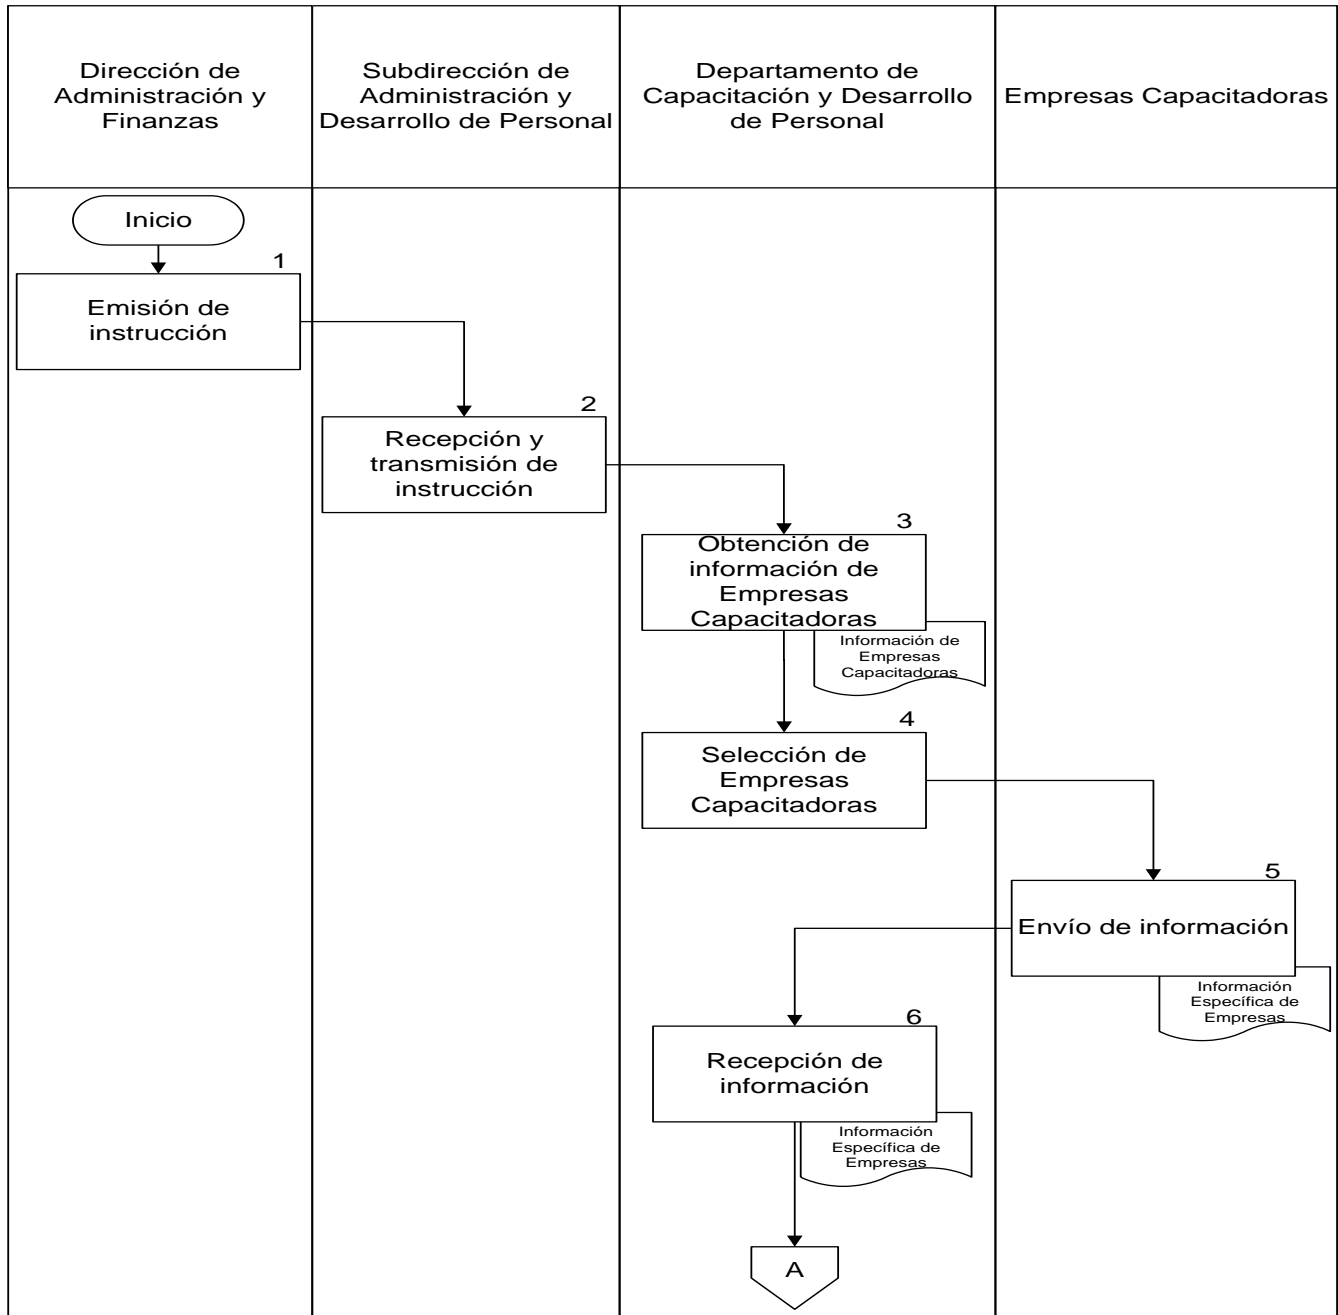 Dirección de
Administración y
Finanzas
Subdirección de
Administración y
Desarrollo de Personal
Departamento de
Capacitación y Desarrollo
de Personal
Empresas Capacitadoras
Inicio
1
Emisión de
instrucción
2
Recepción y
transmisión de
instrucción
3
Obtención de
información de
Empresas
Capacitadoras
Información de
Empresas
Capacitadoras
4
Selección de
Empresas
Capacitadoras
5
Envío de información
Información
Específica de
Empresas
6
Recepción de
información
Información
Específica de
Empresas
A